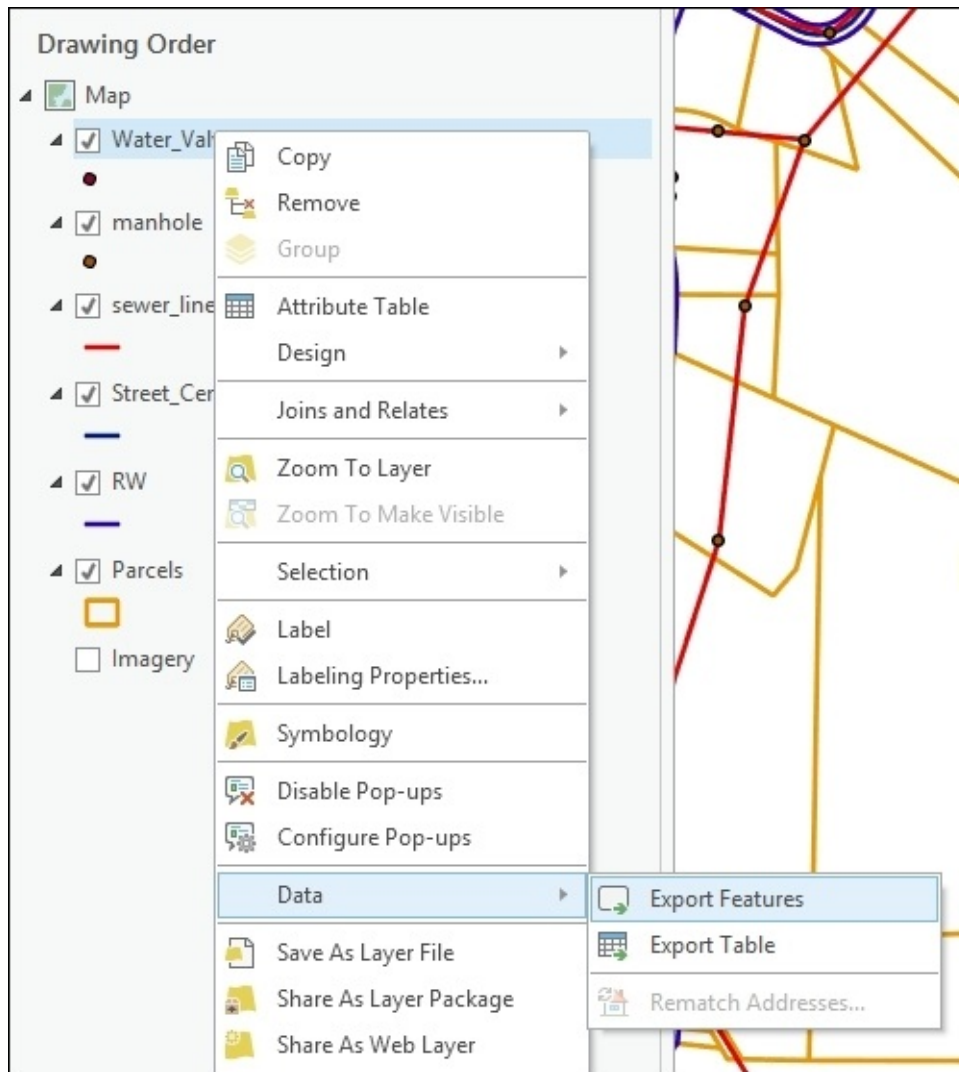 Drawing Order
Map
Water_Val
manhole
sewer_line
Street_Cer
RW
Parcels
Imagery
Copy
Remove
Group
Attribute Table
Design
Joins and Relates
Zoom To Layer
Zoom To Make Visible
Selection
Label
Labeling Properties...
Symbology
Disable Pop-ups
Configure Pop-ups
Data
Save As Layer File
Share As Layer Package
Share As Web Layer
Export Features
Export Table
Rematch Addresses...